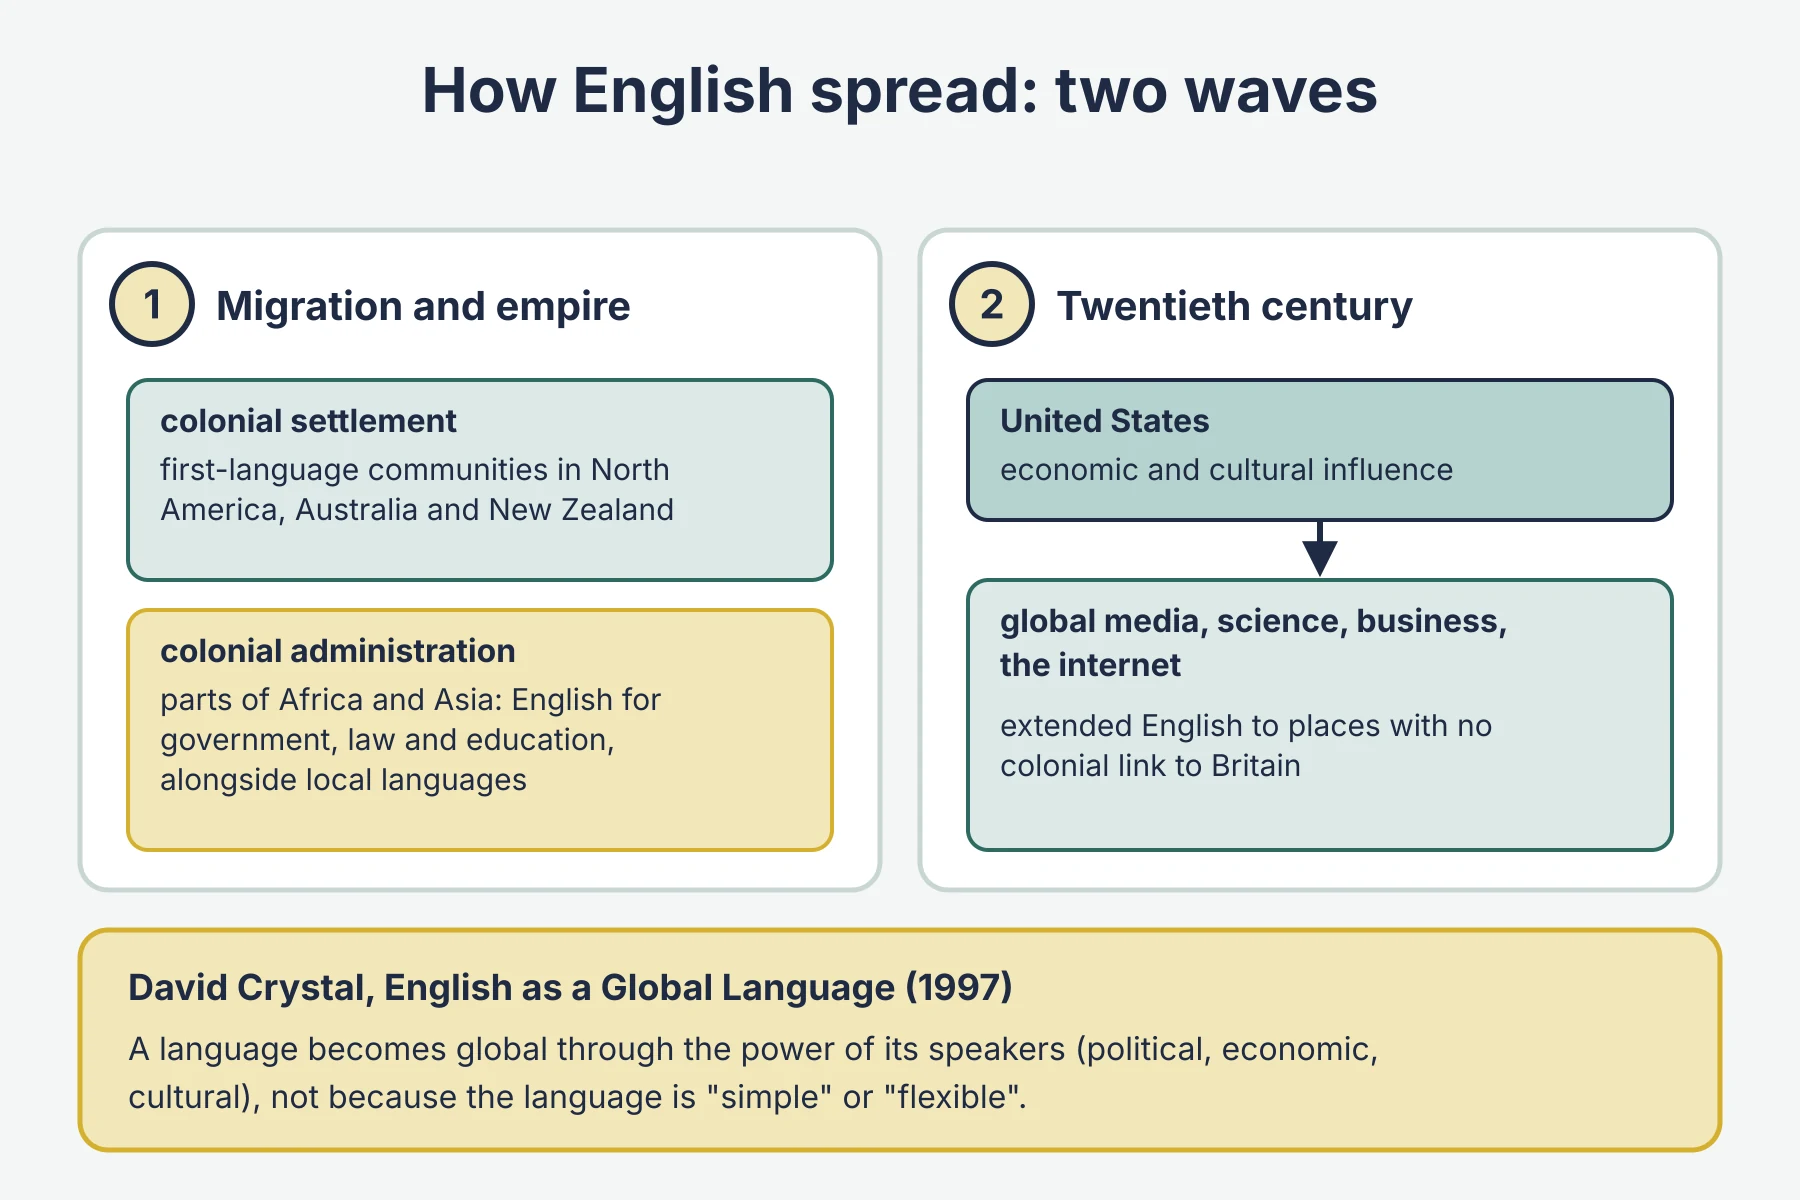 How English spread: two waves
1
Migration and empire
colonial settlement
first-language communities in North
America, Australia and New Zealand
colonial administration
parts of Africa and Asia: English for
government, law and education,
alongside local languages
2
Twentieth century
United States
economic and cultural influence
global media, science, business,
the internet
extended English to places with no
colonial link to Britain
David Crystal, English as a Global Language (1997)
A language becomes global through the power of its speakers (political, economic,
cultural), not because the language is "simple" or "flexible".